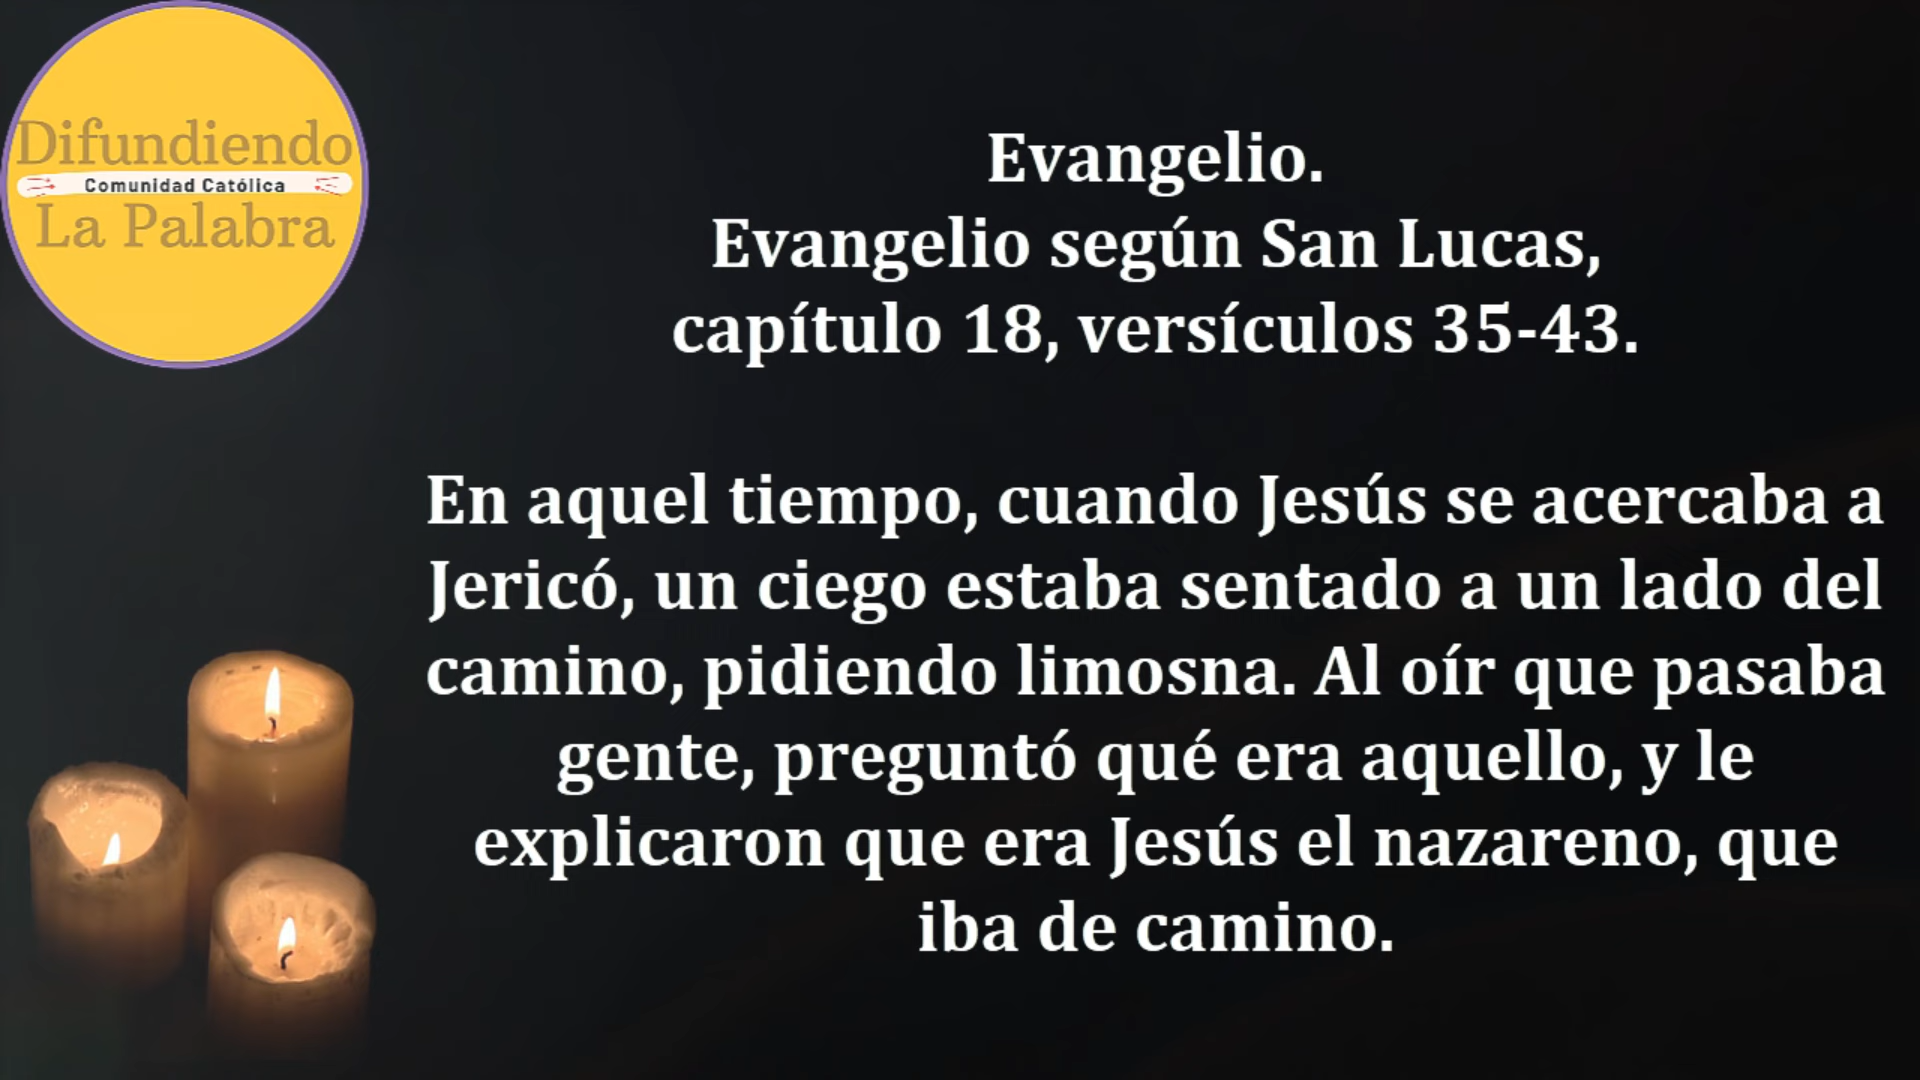 Difundiendo
Comunidad Católica
La Palabra
Evangelio.
Evangelio según San Lucas,
capítulo 18, versículos 35-43.
En aquel tiempo, cuando Jesús se acercaba a
Jericó, un ciego estaba sentado a un lado del
camino, pidiendo limosna. Al oír que pasaba
gente, preguntó qué era aquello, y le
explicaron que era Jesús el nazareno, que
iba de camino.